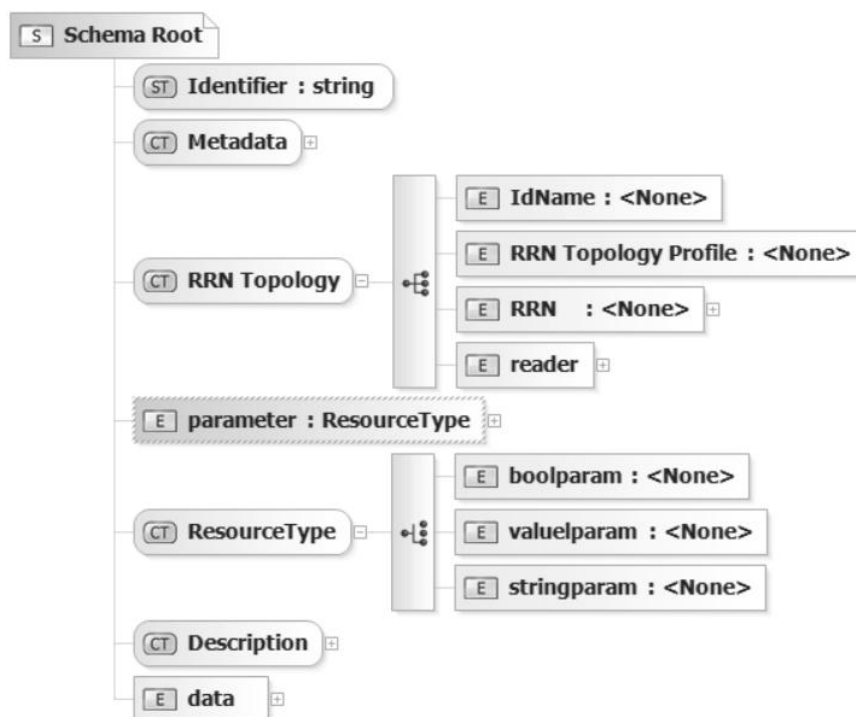 S Schema Root
ST Identifier : string
CT Metadata
CT RRN Topology
E IdName : <None>
E RRN Topology Profile : <None>
E RRN : <None>
E reader
E parameter : ResourceType
CT ResourceType
E boolparam : <None>
E valuelparam : <None>
E stringparam : <None>
CT Description
E data